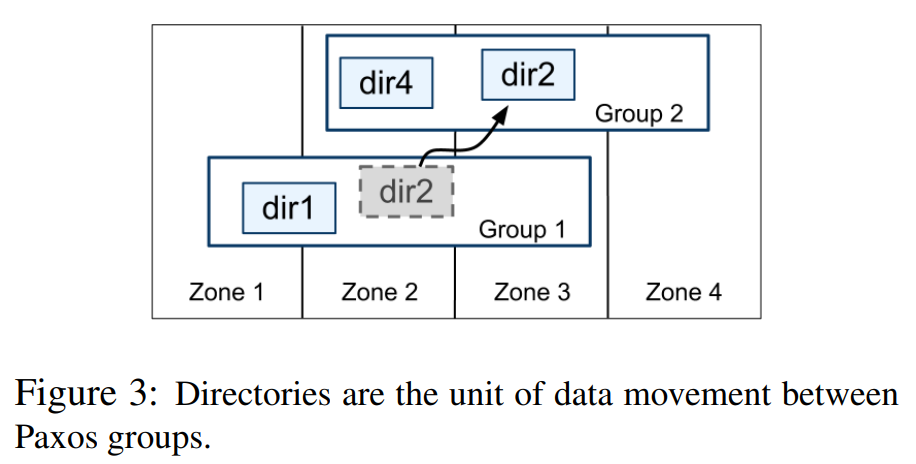 dir4
dir2
Group 2
dir2
dir1
Group 1
Zone 1
Zone 2
Zone 3
Zone 4
Figure 3: Directories are the unit of data movement between
Paxos groups.